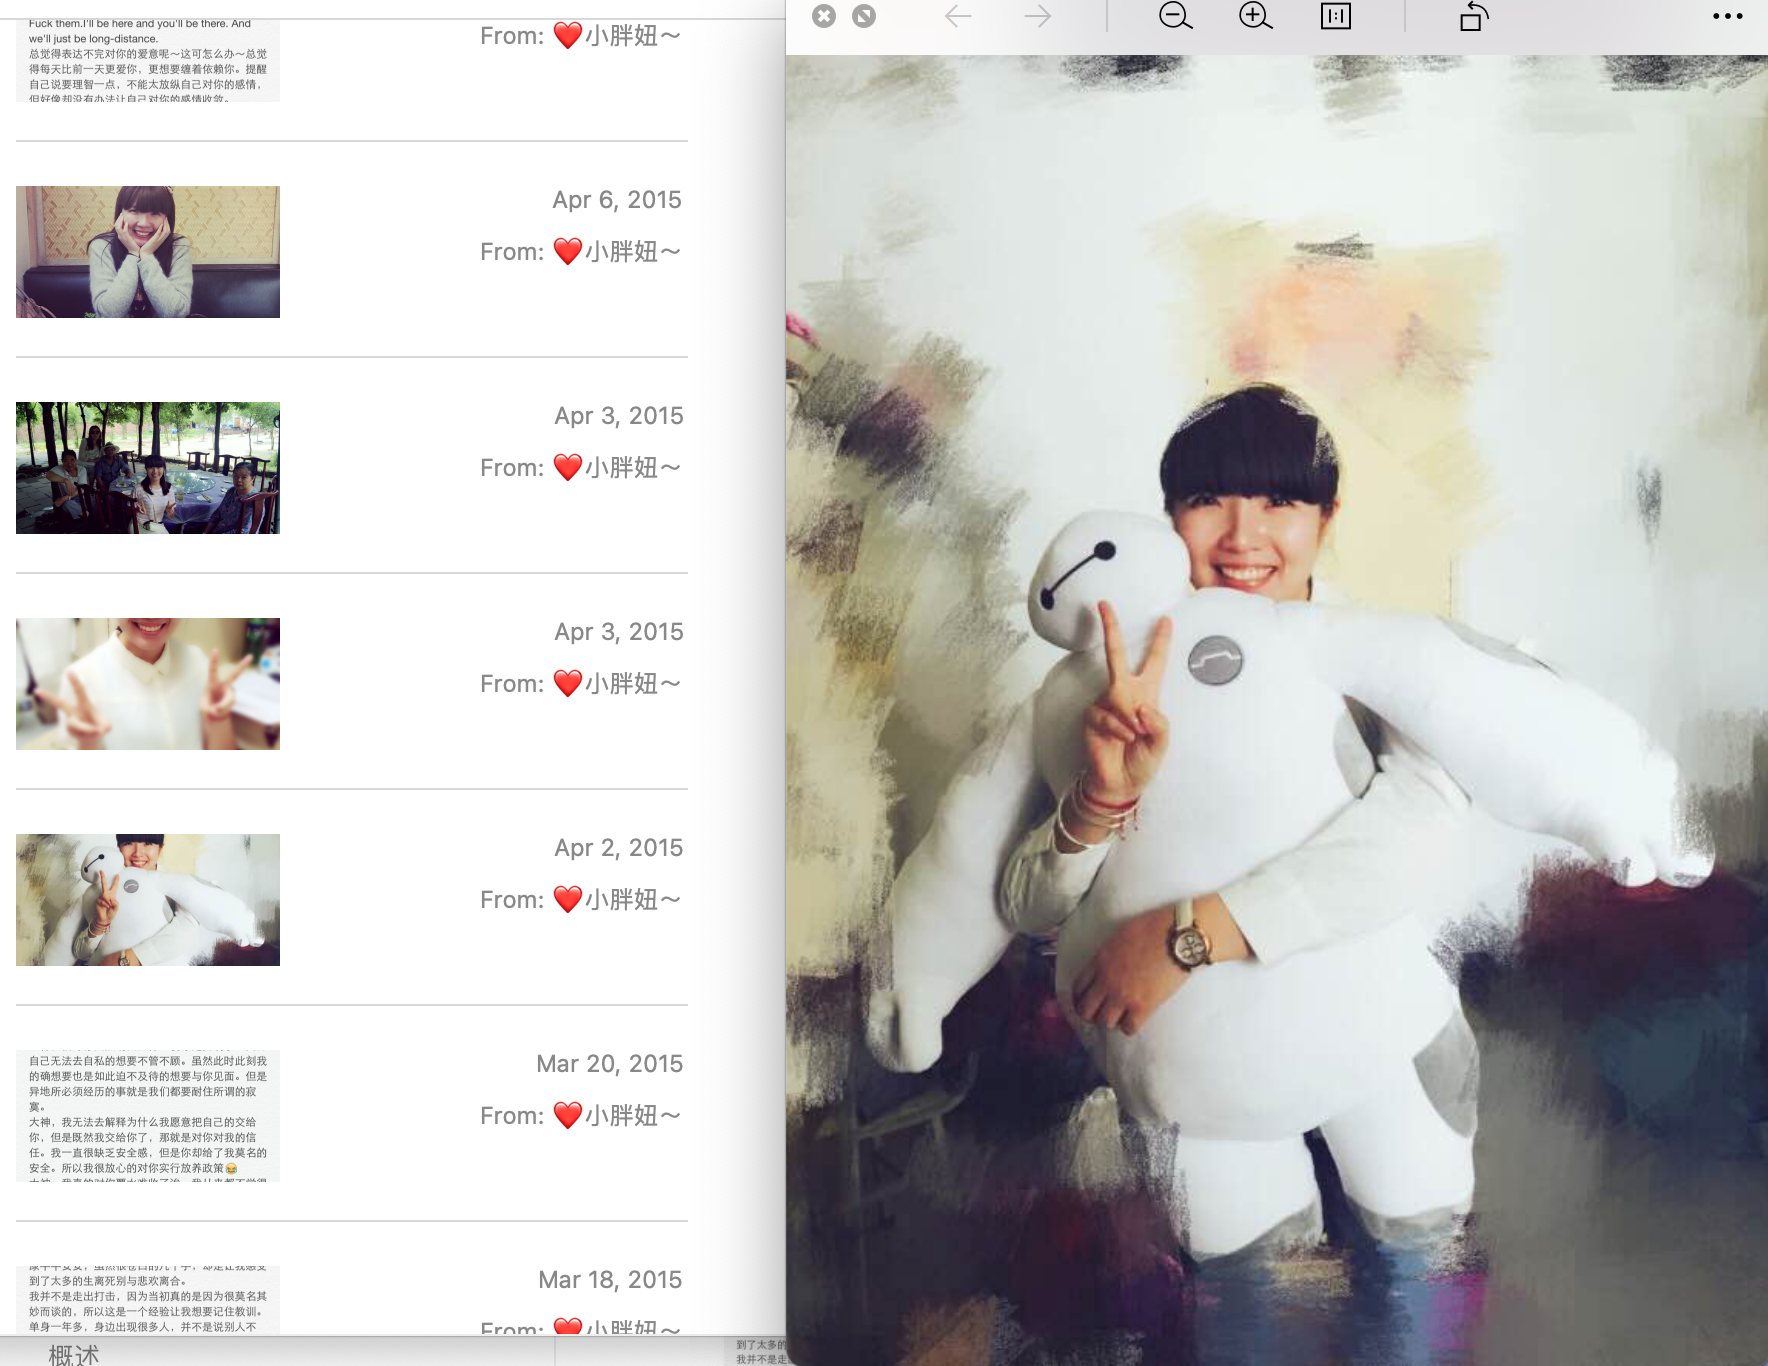 Fuck them.I'll be here and you'll be there. And
we'll just be long-distance.
总觉得表达不完对你的爱意呢～这可怎么办～总觉
得每天比前一天更爱你，更想要缠着依赖你。提醒
自己说要理智一点，不能太放纵自己对你的感情，
但好像却没有办法让自己对你的感情收敛。
From: ❤️小胖妞～
Apr 6, 2015
From: ❤️小胖妞～
Apr 3, 2015
From: ❤️小胖妞～
Apr 3, 2015
From: ❤️小胖妞～
Apr 2, 2015
From: ❤️小胖妞～
自己无法去自私的想要不管不顾。虽然此时此刻我
的确想要也是如此迫不及待的想要与你见面。但是
异地所必须经历的事就是我们都要耐住所谓的寂
寞。
大神，我无法去解释为什么我愿意把自己的交给
你，但是既然我交给你了，那就是对你对我的信
任。我一直很缺乏安全感，但是你却给了我莫名的
安全。所以我很放心的对你实行放养政策😂
Mar 20, 2015
From: ❤️小胖妞～
到了太多的生离死别与悲欢离合。
我并不是走出打击，因为当初真的是因为很莫名其
妙而谈的，所以这是一个经验让我想要记住教训。
单身一年多，身边出现很多人，并不是说别人不
Mar 18, 2015
From: ❤️小胖妞～
概述
到了太多的
我并不是走